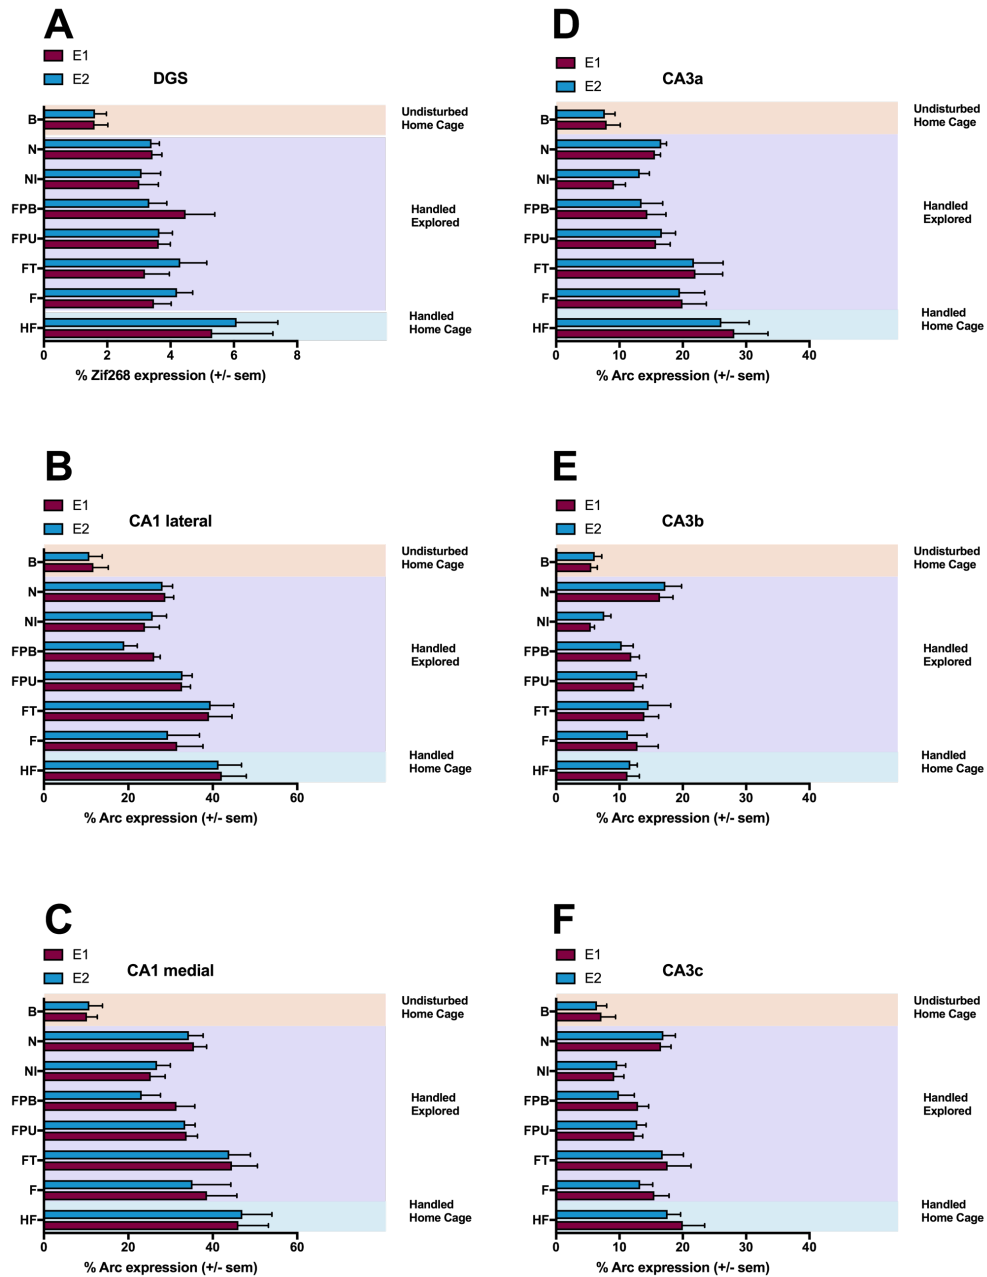 A
E1
E2
DGS
B
N
NI
FPB
FPU
FT
F
HF
Undisturbed
Home Cage
Handled
Explored
Handled
Home Cage
0 2 4 6 8
% Zif268 expression (+/- sem)
D
E1
E2
CA3a
B
N
NI
FPB
FPU
FT
F
HF
Undisturbed
Home Cage
Handled
Explored
Handled
Home Cage
0 10 20 30 40
% Arc expression (+/- sem)
B
E1
E2
CA1 lateral
B
N
NI
FPB
FPU
FT
F
HF
Undisturbed
Home Cage
Handled
Explored
Handled
Home Cage
0 20 40 60
% Arc expression (+/- sem)
E
E1
E2
CA3b
B
N
NI
FPB
FPU
FT
F
HF
Undisturbed
Home Cage
Handled
Explored
Handled
Home Cage
0 10 20 30 40
% Arc expression (+/- sem)
C
E1
E2
CA1 medial
B
N
NI
FPB
FPU
FT
F
HF
Undisturbed
Home Cage
Handled
Explored
Handled
Home Cage
0 20 40 60
% Arc expression (+/- sem)
F
E1
E2
CA3c
B
N
NI
FPB
FPU
FT
F
HF
Undisturbed
Home Cage
Handled
Explored
Handled
Home Cage
0 10 20 30 40
% Arc expression (+/- sem)